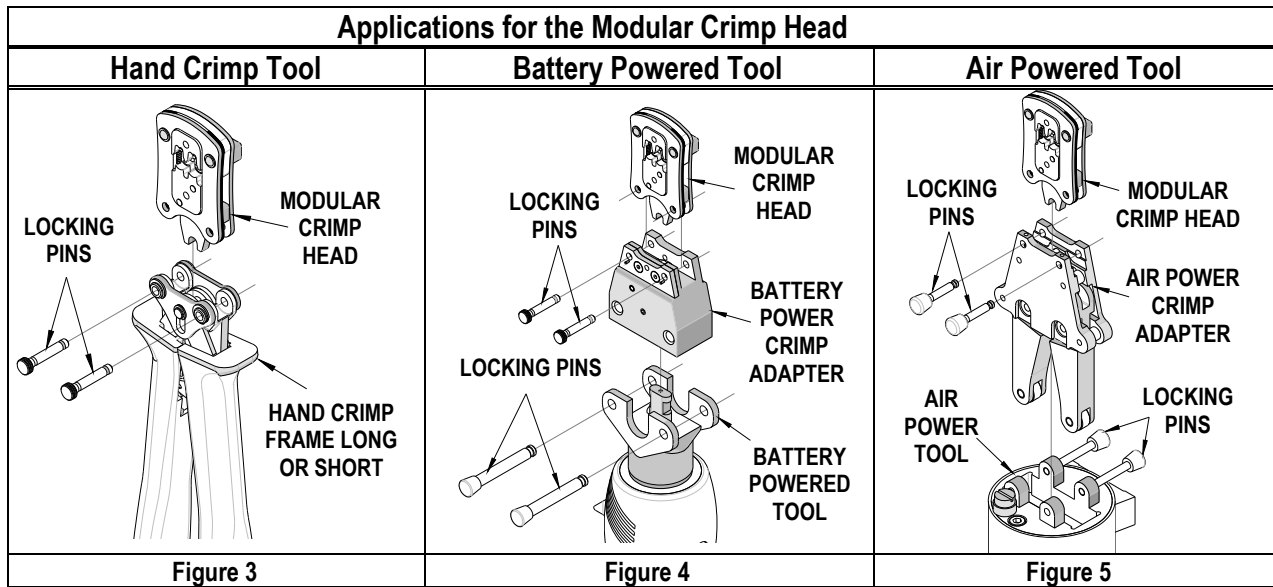 Applications for the Modular Crimp Head
Hand Crimp Tool
Battery Powered Tool
Air Powered Tool
LOCKING
PINS
MODULAR
CRIMP
HEAD
HAND CRIMP
FRAME LONG
OR SHORT
MODULAR
CRIMP
HEAD
LOCKING
PINS
BATTERY
POWER
CRIMP
ADAPTER
LOCKING PINS
BATTERY
POWERED
TOOL
LOCKING
PINS
MODULAR
CRIMP HEAD
AIR POWER
CRIMP
ADAPTER
AIR
POWER
TOOL
LOCKING
PINS
Figure 3
Figure 4
Figure 5